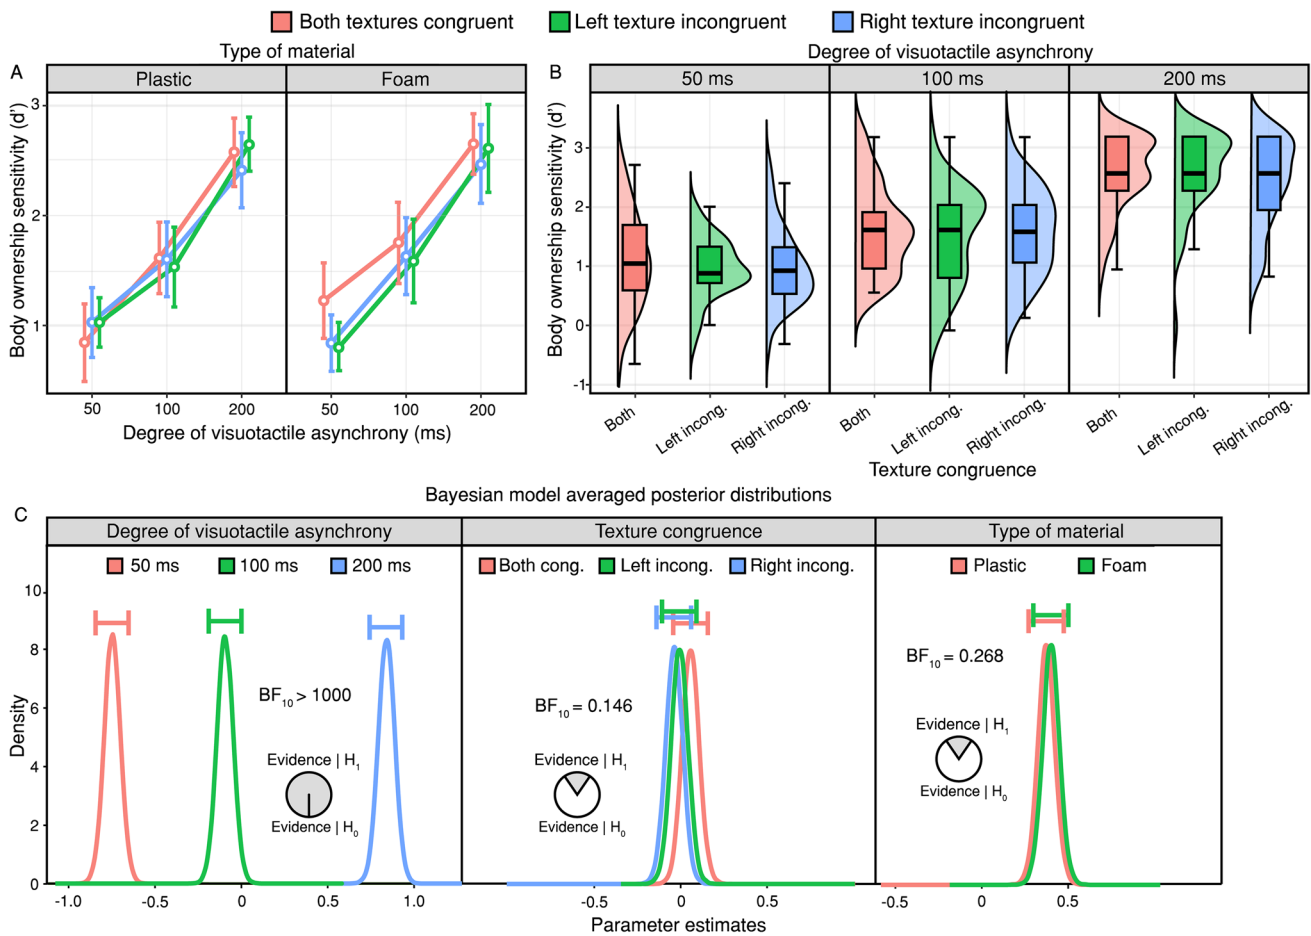 Both textures congruent Left texture incongruent Right texture incongruent
Type of material
Degree of visuotactile asynchrony
A
Plastic Foam
Body ownership sensitivity (d')
3
2
1
50 100 200 50 100 200
Degree of visuotactile asynchrony (ms)
B
50 ms 100 ms 200 ms
Body ownership sensitivity (d')
3
2
1
0
-1
Both Left incong. Right incong. Both Left incong. Right incong. Both Left incong. Right incong.
Texture congruence
Bayesian model averaged posterior distributions
C
Degree of visuotactile asynchrony Texture congruence Type of material
50 ms 100 ms 200 ms
Both cong. Left incong. Right incong.
Plastic Foam
Density
10
8
6
4
2
0
BF₁₀ > 1000
Evidence | H₁
Evidence | H₀
BF₁₀ = 0.146
Evidence | H₁
Evidence | H₀
BF₁₀ = 0.268
Evidence | H₁
Evidence | H₀
-1.0 -0.5 0 0.5 1.0 -0.5 0 0.5 -0.5 0 0.5
Parameter estimates